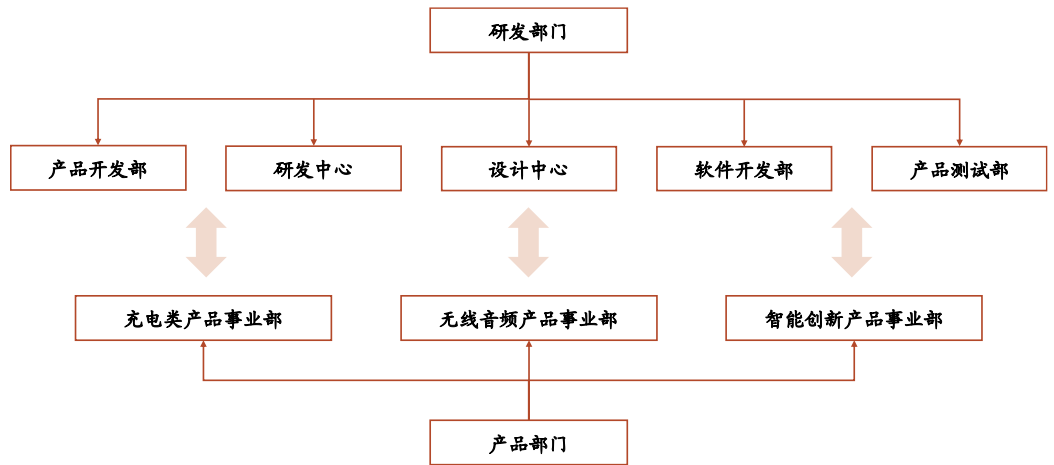 研发部门
产品开发部
研发中心
设计中心
软件开发部
产品测试部
充电类产品事业部
无线音频产品事业部
智能创新产品事业部
产品部门